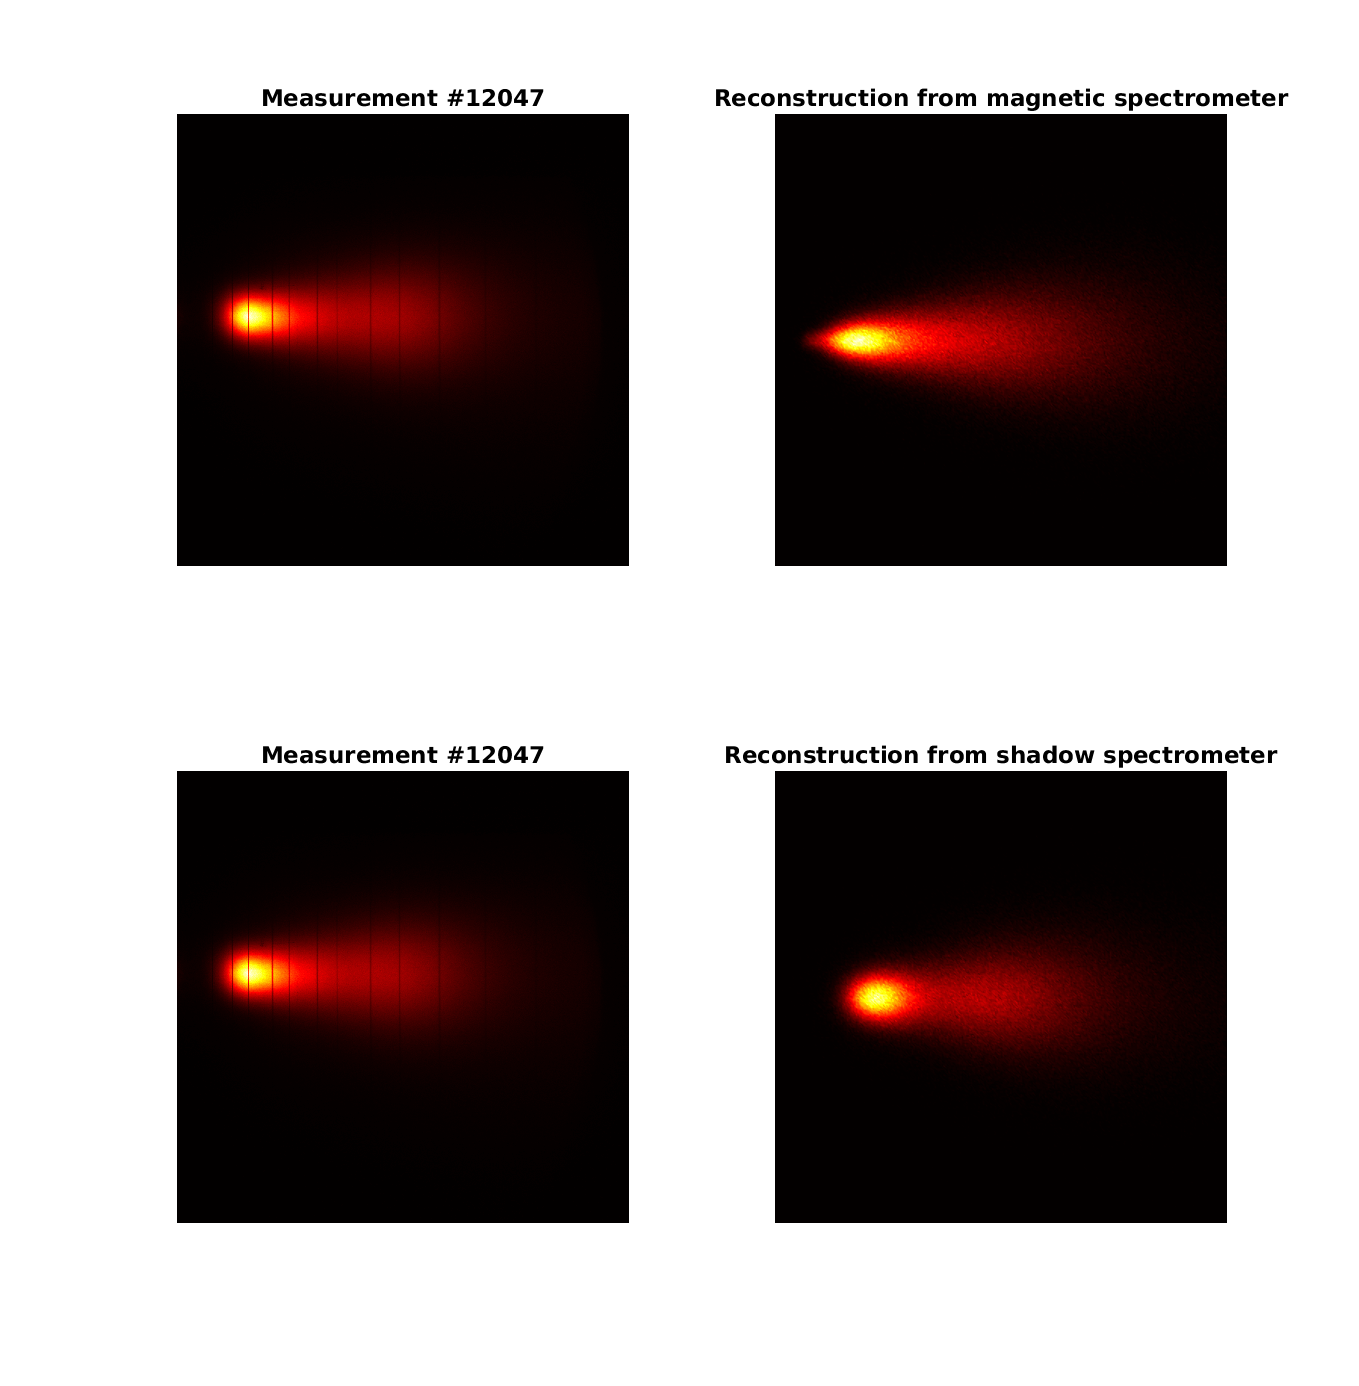 Measurement #12047
Reconstruction from magnetic spectrometer
Measurement #12047
Reconstruction from shadow spectrometer